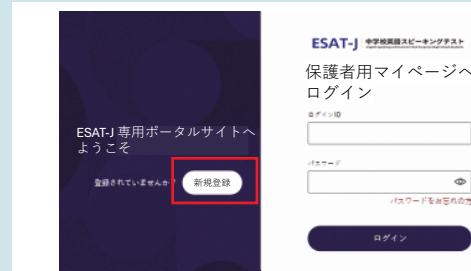 ESAT-J 専用ポータルサイトへ
ようこそ
登録されていませんか?
新規登録
ESAT-J 中学校英語スピーキングテスト
保護者用マイページへ
ログイン
ログインID
パスワード
パスワードをお忘れの方
ログイン